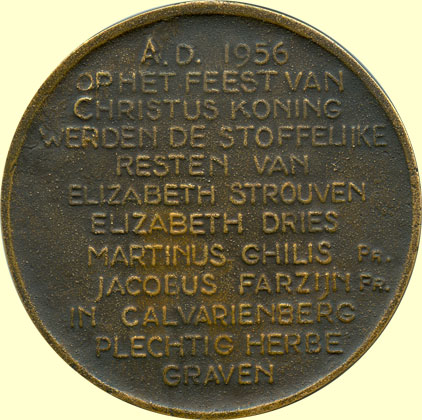 A.D. 1956
OP HET FEEST VAN
CHRISTUS KONING
WERDEN DE STOFFELIJKE
RESTEN VAN
ELIZABETH STROUVEN
ELIZABETH DRIES
MARTINUS GHILIS PR.
JACOBUS FARZIJN FR.
IN CALVARIENBERG
PLECHTIG HERBE
GRAVEN